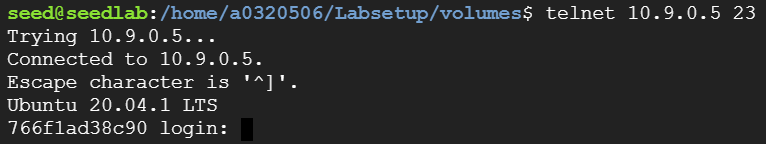 seed@seedlab:/home/a0320506/Labsetup/volumes$ telnet 10.9.0.5 23
Trying 10.9.0.5...
Connected to 10.9.0.5.
Escape character is '^]'.
Ubuntu 20.04.1 LTS
766f1ad38c90 login: